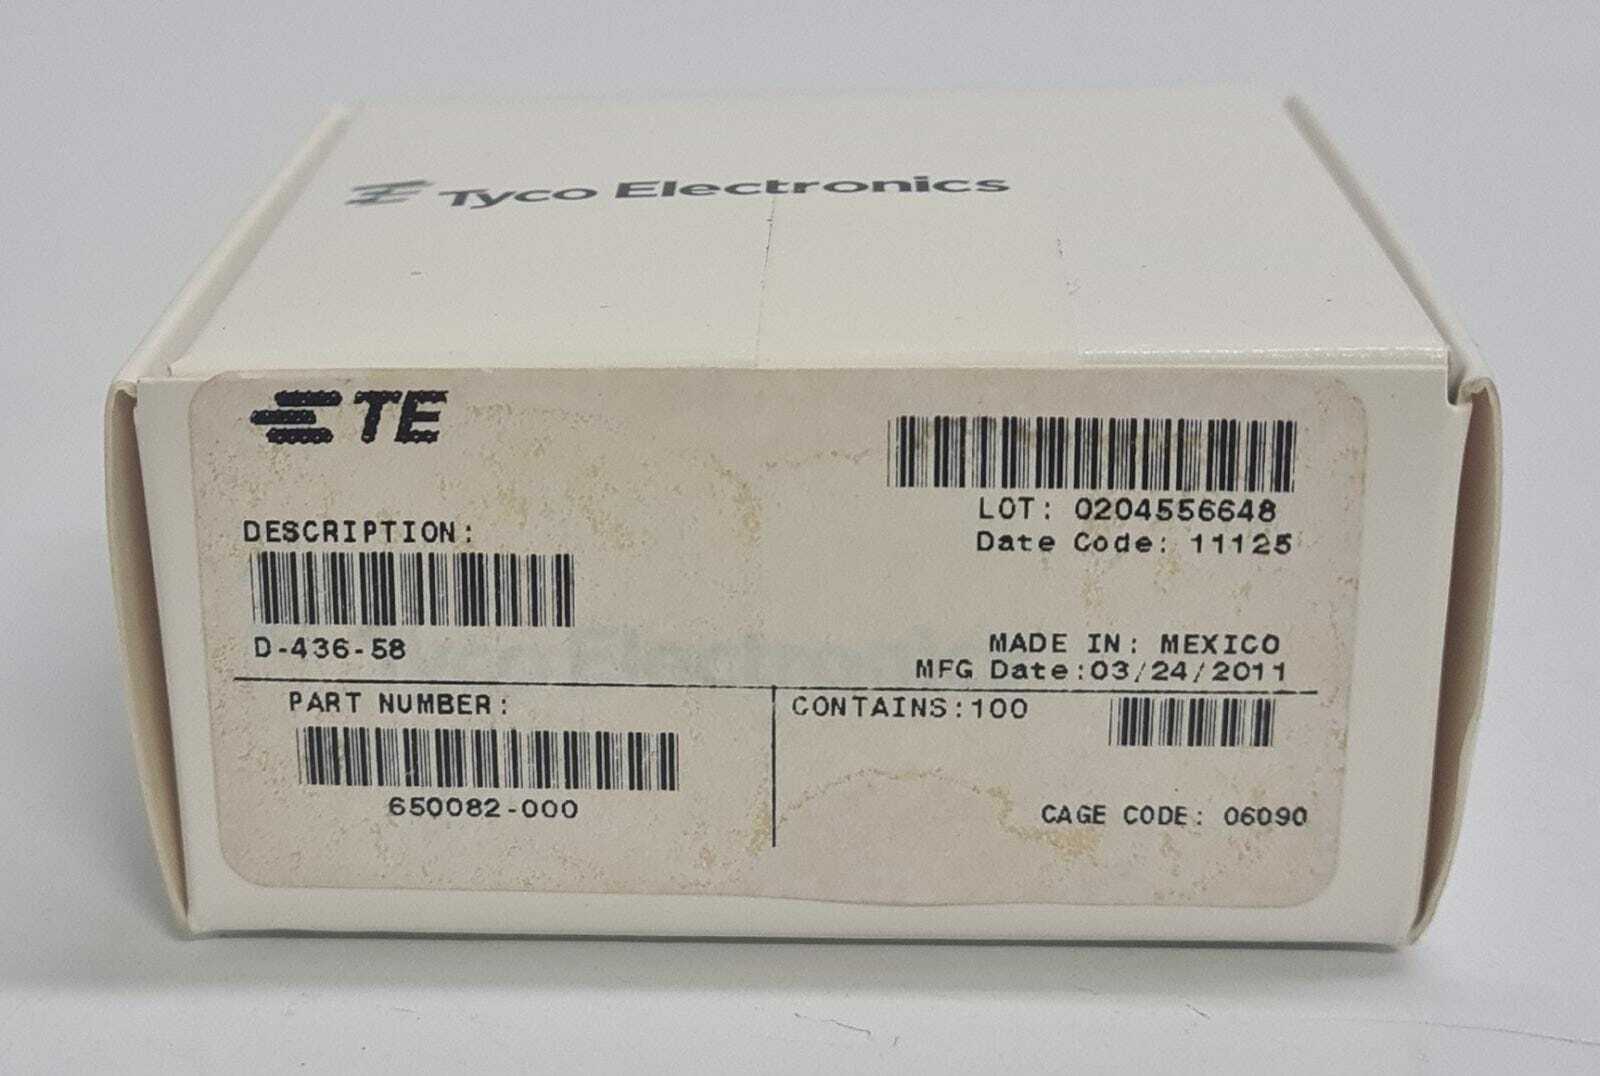 Tyco Electronics
TE
LOT: 0204556648
Date Code: 11125
DESCRIPTION:
D-436-58
MADE IN: MEXICO
MFG Date:03/24/2011
PART NUMBER:
650082-000
CONTAINS:100
CAGE CODE: 06090